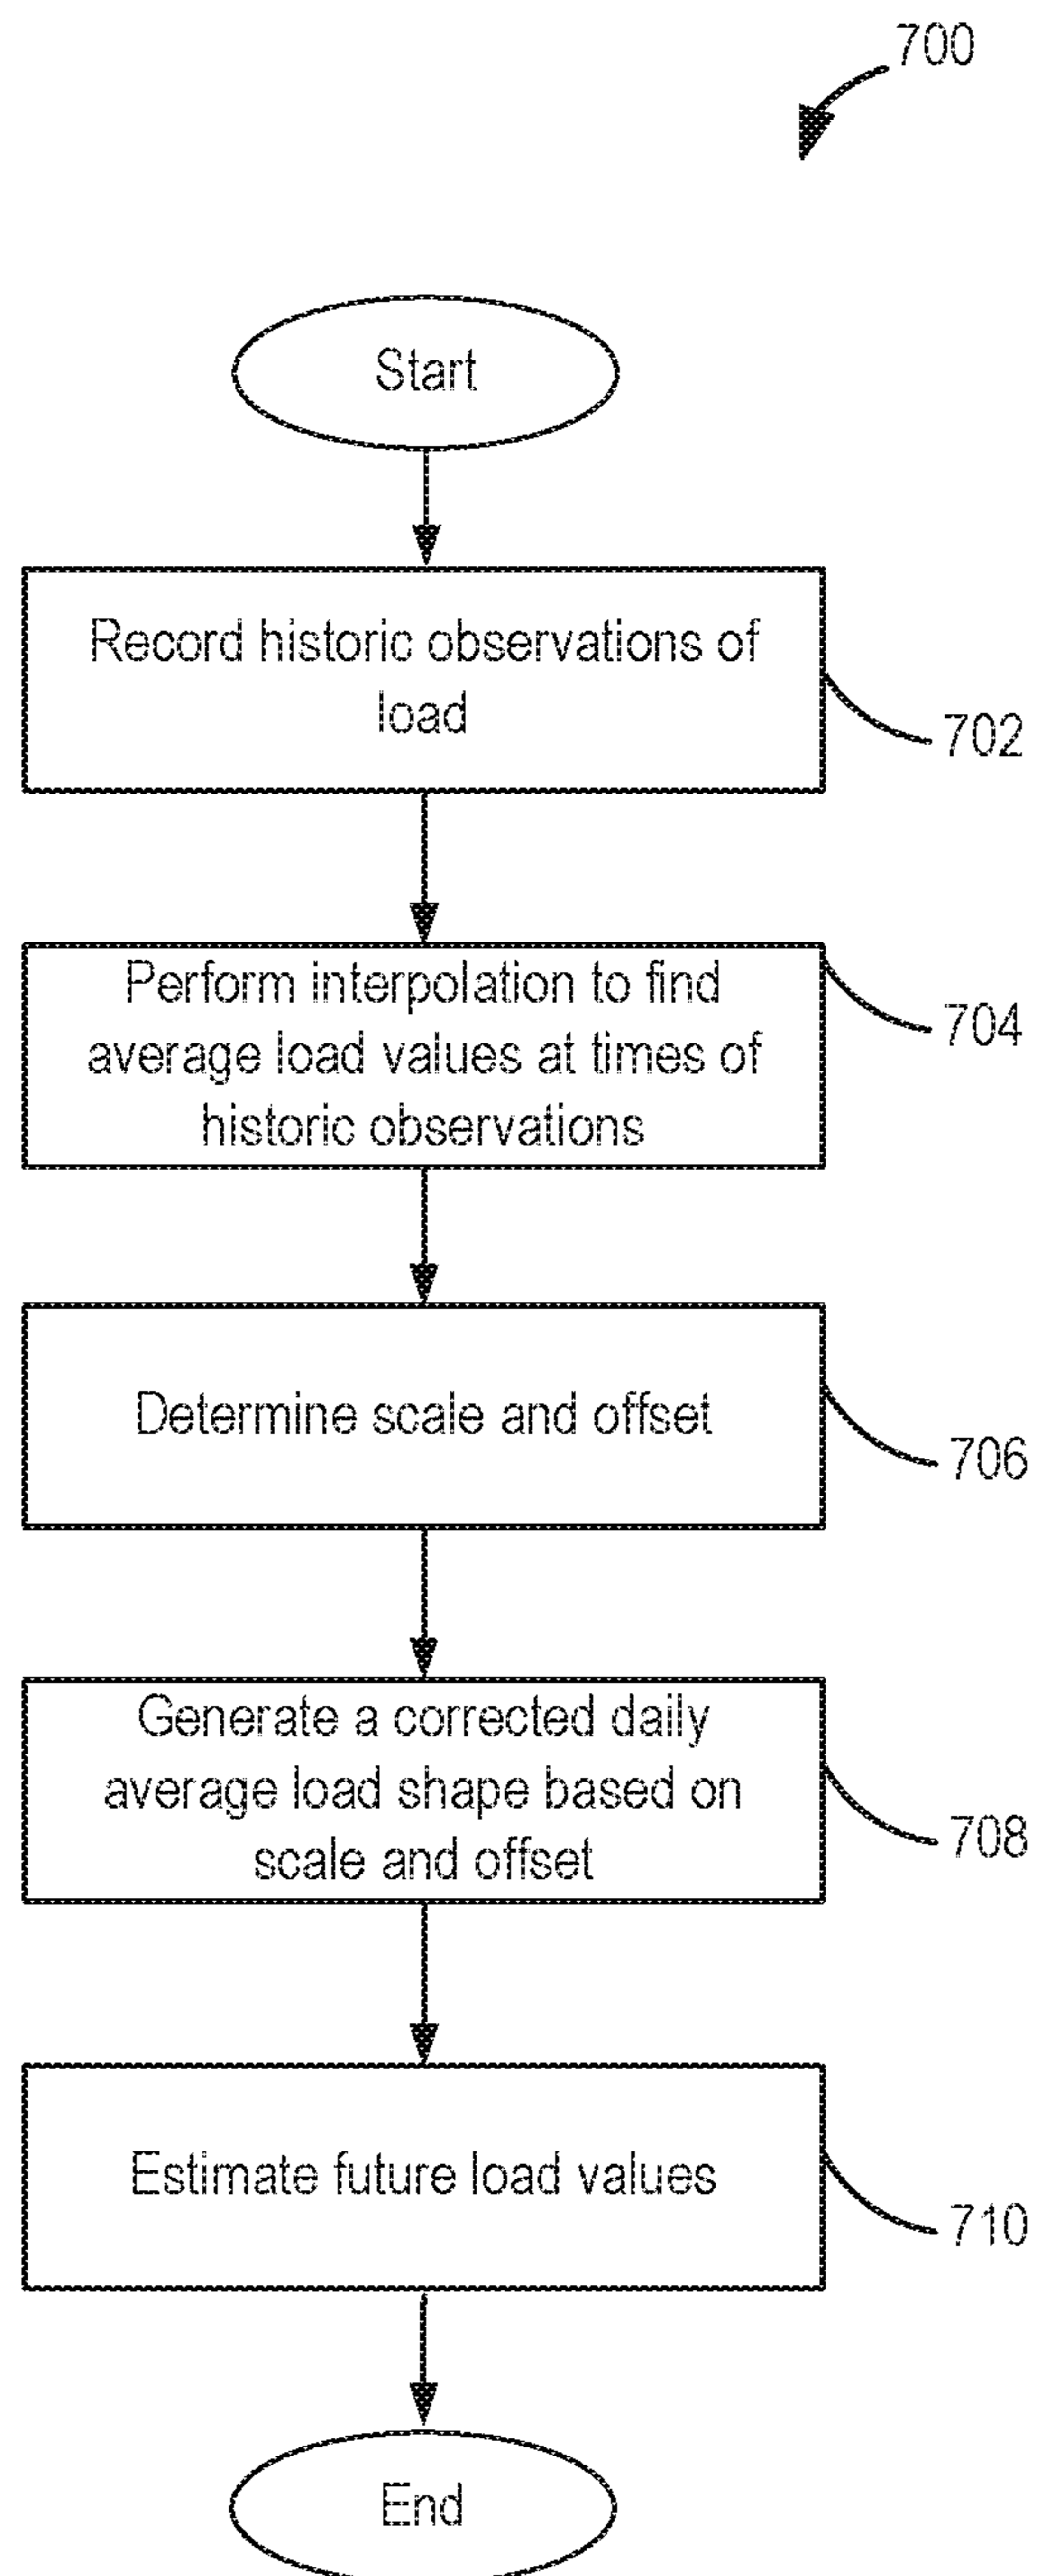 700
Start
Record historic observations of
load
702
Perform interpolation to find
average load values at times of
historic observations
704
Determine scale and offset
706
Generate a corrected daily
average load shape based on
scale and offset
708
Estimate future load values
710
End